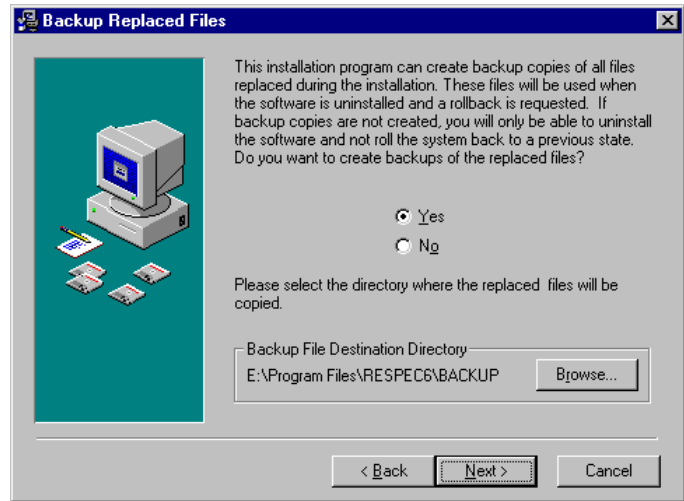 Backup Replaced Files
This installation program can create backup copies of all files
replaced during the installation. These files will be used when
the software is uninstalled and a rollback is requested.  If
backup copies are not created, you will only be able to uninstall
the software and not roll the system back to a previous state.
Do you want to create backups of the replaced files?
Yes
No
Please select the directory where the replaced  files will be
copied.
Backup File Destination Directory
E:\Program Files\RESPEC6\BACKUP
Browse...
< Back
Next >
Cancel